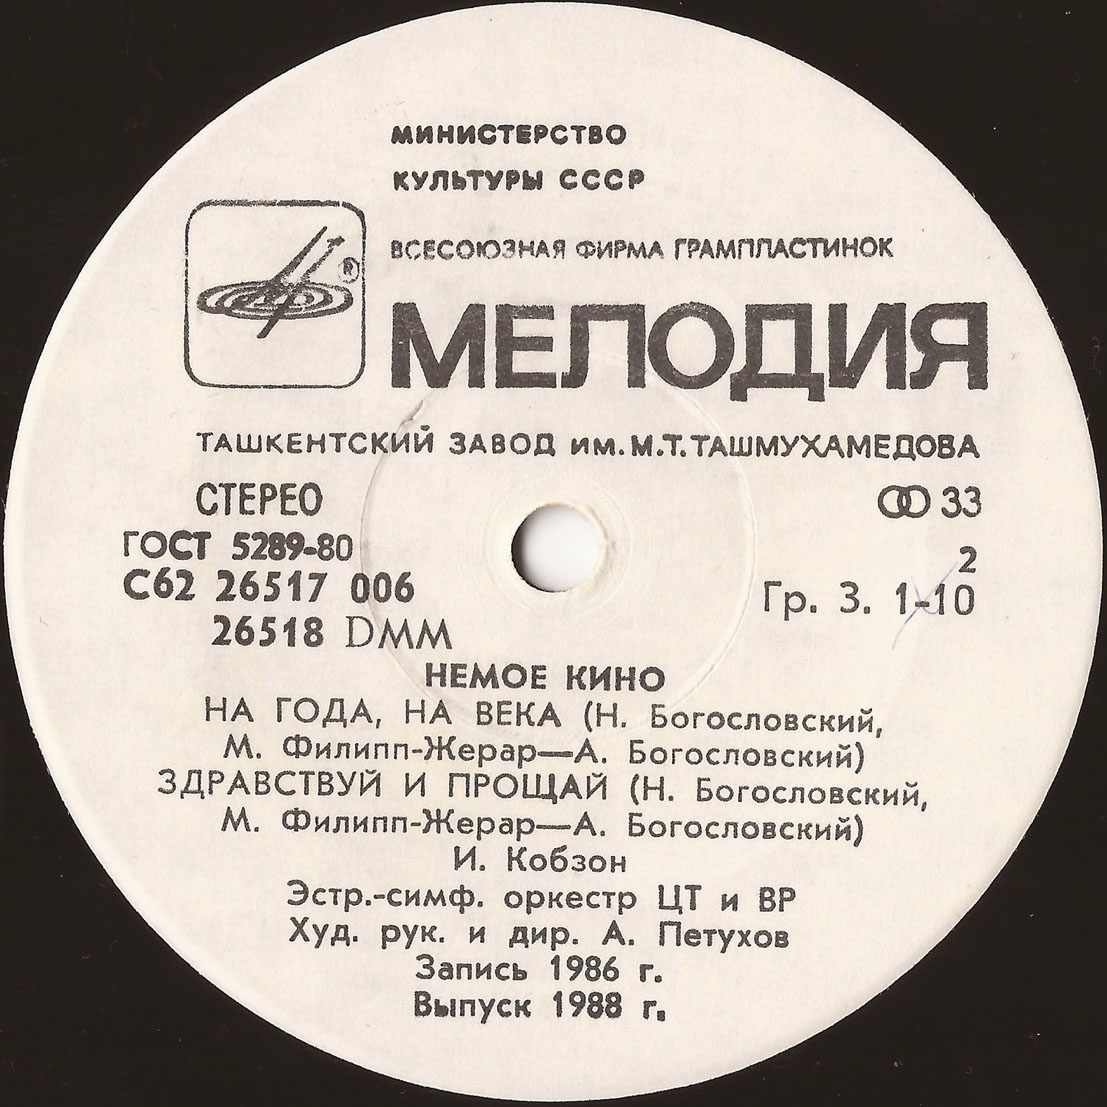 МИНИСТЕРСТВО
КУЛЬТУРЫ СССР
ВСЕСОЮЗНАЯ ФИРМА ГРАМПЛАСТИНОК
®
МЕЛОДИЯ
ТАШКЕНТСКИЙ ЗАВОД им. М.Т. ТАШМУХАМЕДОВА
СТЕРЕО
33
ГОСТ 5289-80
2
С62 26517 006
Гр. 3. 1-10
26518 DMM
НЕМОЕ КИНО
НА ГОДА, НА ВЕКА (Н. Богословский,
М. Филипп-Жерар—А. Богословский)
ЗДРАВСТВУЙ И ПРОЩАЙ (Н. Богословский,
М. Филипп-Жерар—А. Богословский)
И. Кобзон
Эстр.-симф. оркестр ЦТ и ВР
Худ. рук. и дир. А. Петухов
Запись 1986 г.
Выпуск 1988 г.